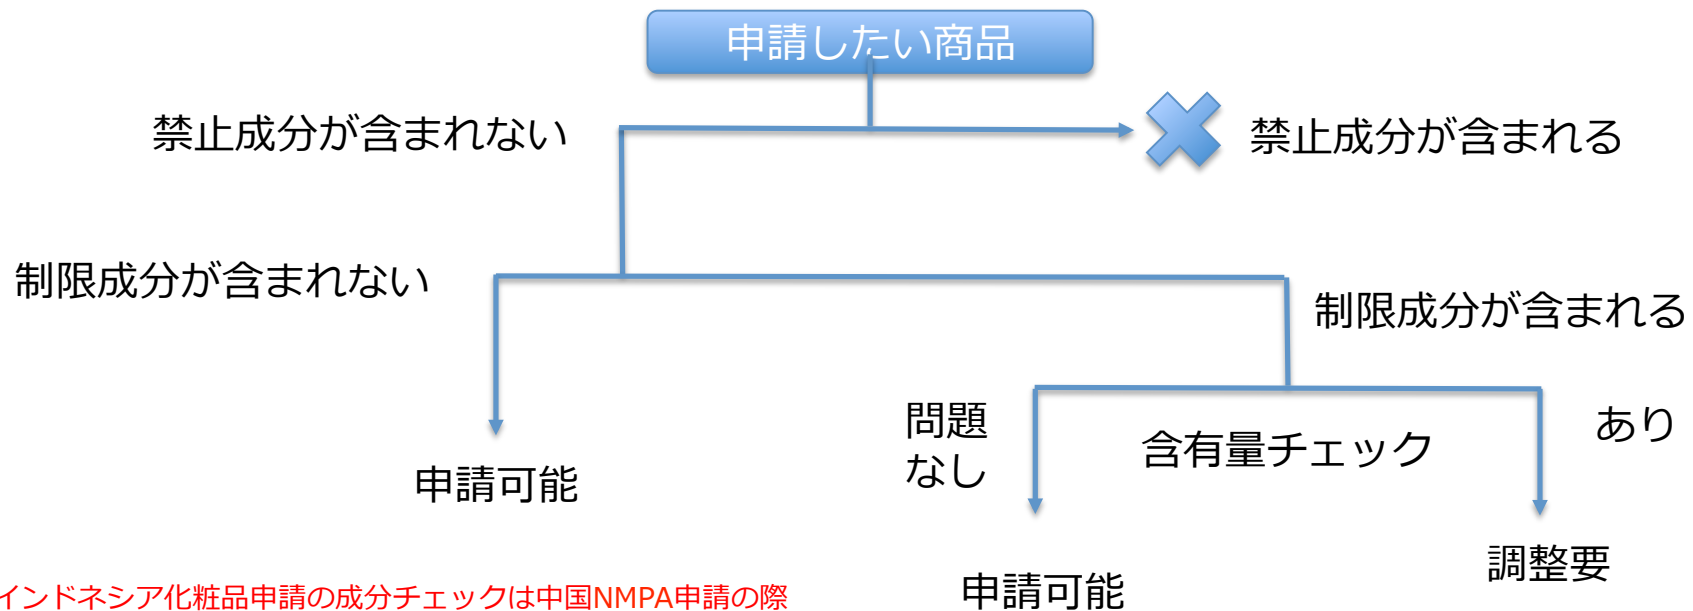 申請したい商品
禁止成分が含まれない
禁止成分が含まれる
制限成分が含まれない
制限成分が含まれる
問題
なし
含有量チェック
あり
申請可能
調整要
申請可能
インドネシア化粧品申請の成分チェックは中国NMPA申請の際